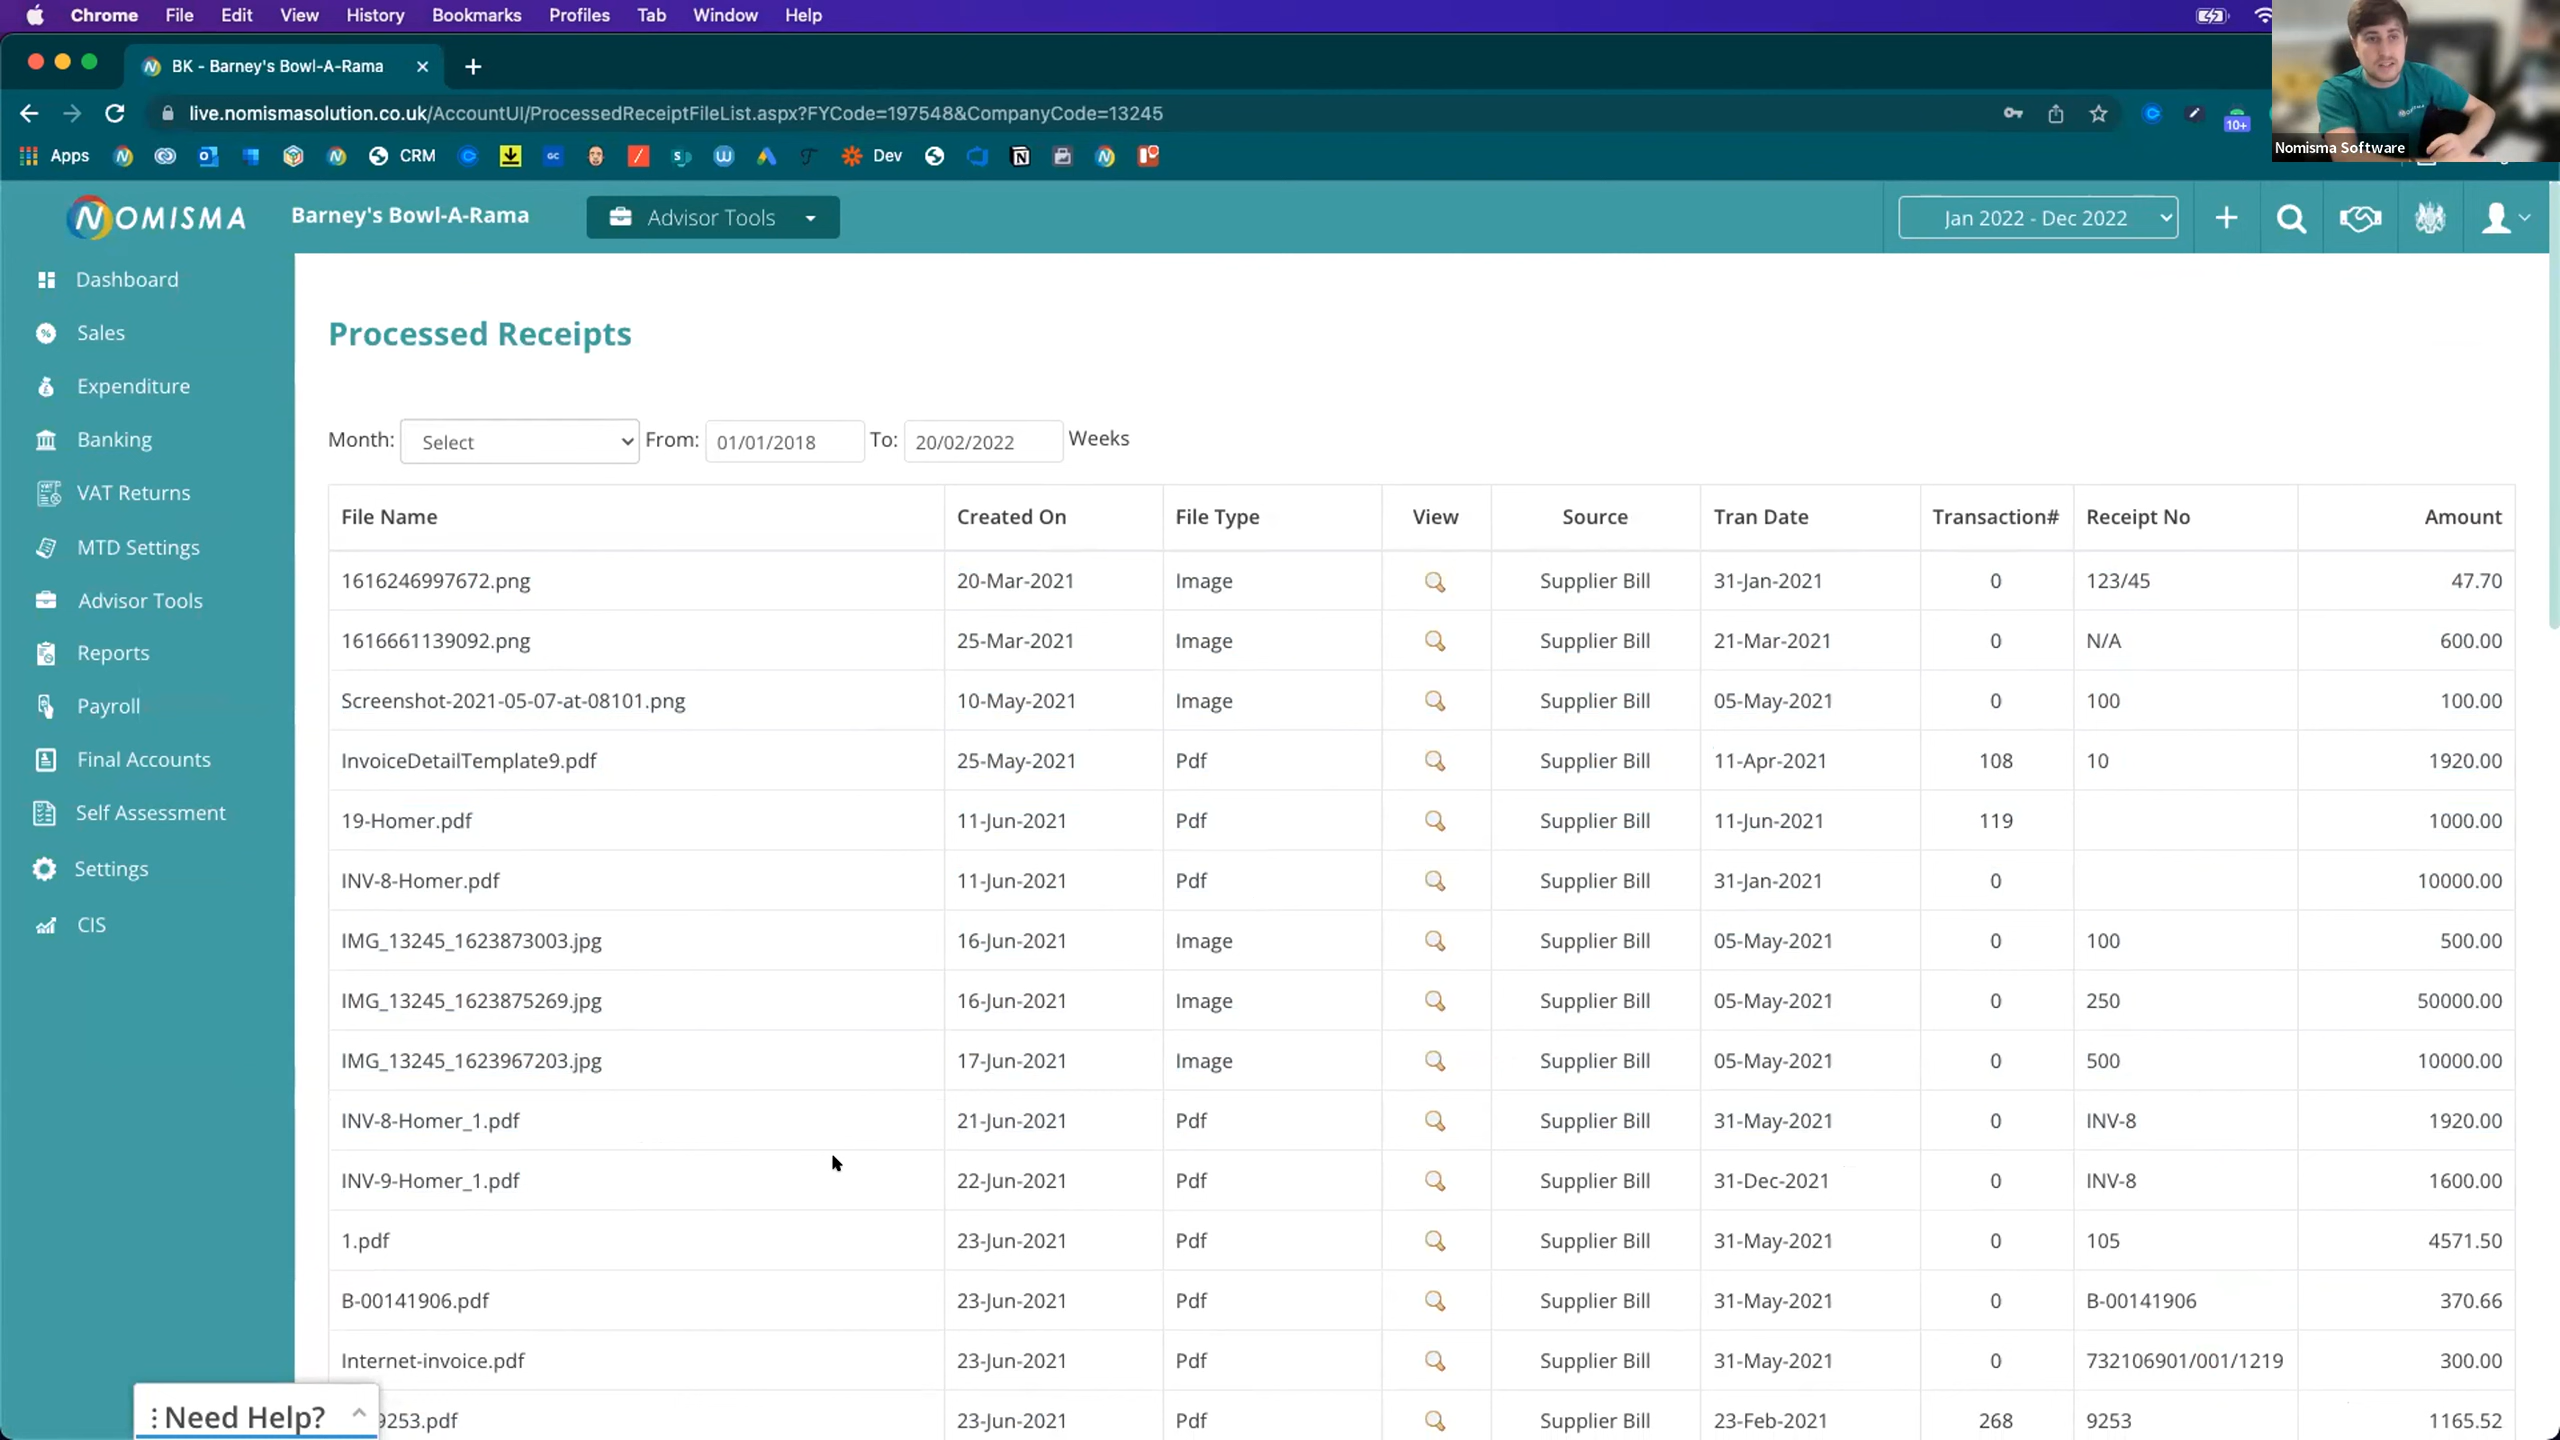 Chrome File Edit View History Bookmarks Profiles Tab Window Help
BK - Barney's Bowl-A-Rama
live.nomismasolution.co.uk/AccountUI/ProcessedReceiptFileList.aspx?FYCode=197548&CompanyCode=13245
10+
Apps CRM GC Dev
Nomisma Software
NOMISMA Barney's Bowl-A-Rama Advisor Tools Jan 2022 - Dec 2022
Dashboard
Sales
Expenditure
Banking
VAT Returns
MTD Settings
Advisor Tools
Reports
Payroll
Final Accounts
Self Assessment
Settings
CIS
Processed Receipts
Month: Select From: 01/01/2018 To: 20/02/2022 Weeks
File Name Created On File Type View Source Tran Date Transaction# Receipt No Amount
1616246997672.png 20-Mar-2021 Image Supplier Bill 31-Jan-2021 0 123/45 47.70
1616661139092.png 25-Mar-2021 Image Supplier Bill 21-Mar-2021 0 N/A 600.00
Screenshot-2021-05-07-at-08101.png 10-May-2021 Image Supplier Bill 05-May-2021 0 100 100.00
InvoiceDetailTemplate9.pdf 25-May-2021 Pdf Supplier Bill 11-Apr-2021 108 10 1920.00
19-Homer.pdf 11-Jun-2021 Pdf Supplier Bill 11-Jun-2021 119 1000.00
INV-8-Homer.pdf 11-Jun-2021 Pdf Supplier Bill 31-Jan-2021 0 10000.00
IMG_13245_1623873003.jpg 16-Jun-2021 Image Supplier Bill 05-May-2021 0 100 500.00
IMG_13245_1623875269.jpg 16-Jun-2021 Image Supplier Bill 05-May-2021 0 250 50000.00
IMG_13245_1623967203.jpg 17-Jun-2021 Image Supplier Bill 05-May-2021 0 500 10000.00
INV-8-Homer_1.pdf 21-Jun-2021 Pdf Supplier Bill 31-May-2021 0 INV-8 1920.00
INV-9-Homer_1.pdf 22-Jun-2021 Pdf Supplier Bill 31-Dec-2021 0 INV-8 1600.00
1.pdf 23-Jun-2021 Pdf Supplier Bill 31-May-2021 0 105 4571.50
B-00141906.pdf 23-Jun-2021 Pdf Supplier Bill 31-May-2021 0 B-00141906 370.66
Internet-invoice.pdf 23-Jun-2021 Pdf Supplier Bill 31-May-2021 0 732106901/001/1219 300.00
9253.pdf 23-Jun-2021 Pdf Supplier Bill 23-Feb-2021 268 9253 1165.52
Need Help?